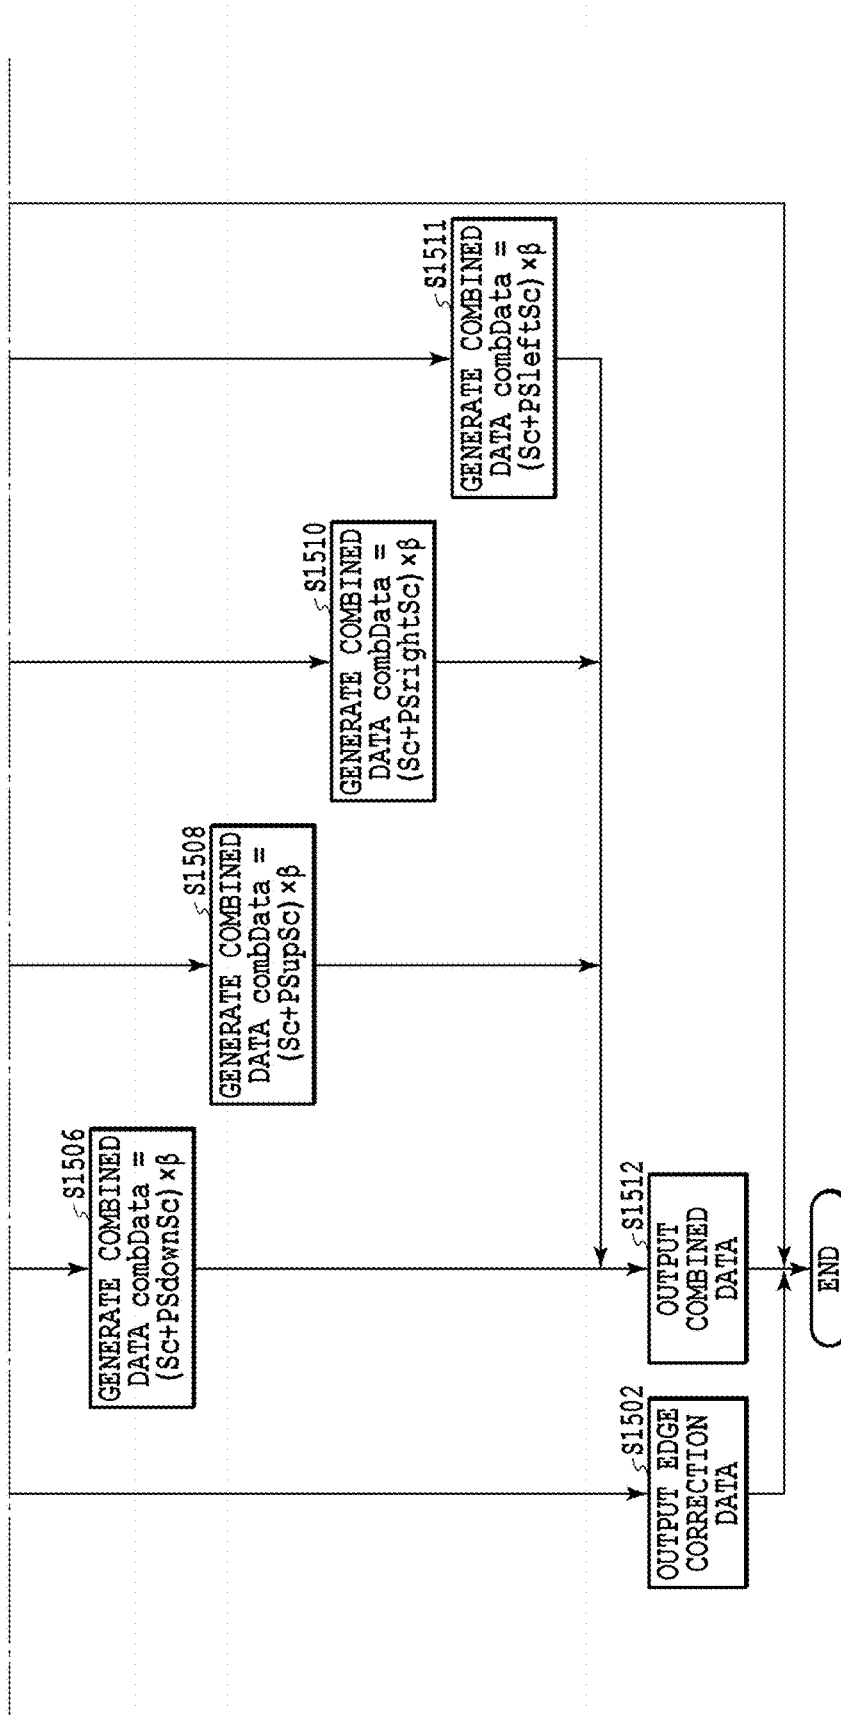 S1506
GENERATE COMBINED
DATA combData =
(Sc+PSdownSc)×β
S1508
GENERATE COMBINED
DATA combData =
(Sc+PSupSc)×β
S1510
GENERATE COMBINED
DATA combData =
(Sc+PSrightSc)×β
S1511
GENERATE COMBINED
DATA combData =
(Sc+PSleftSc)×β
S1502
OUTPUT EDGE
CORRECTION
DATA
S1512
OUTPUT
COMBINED
DATA
END